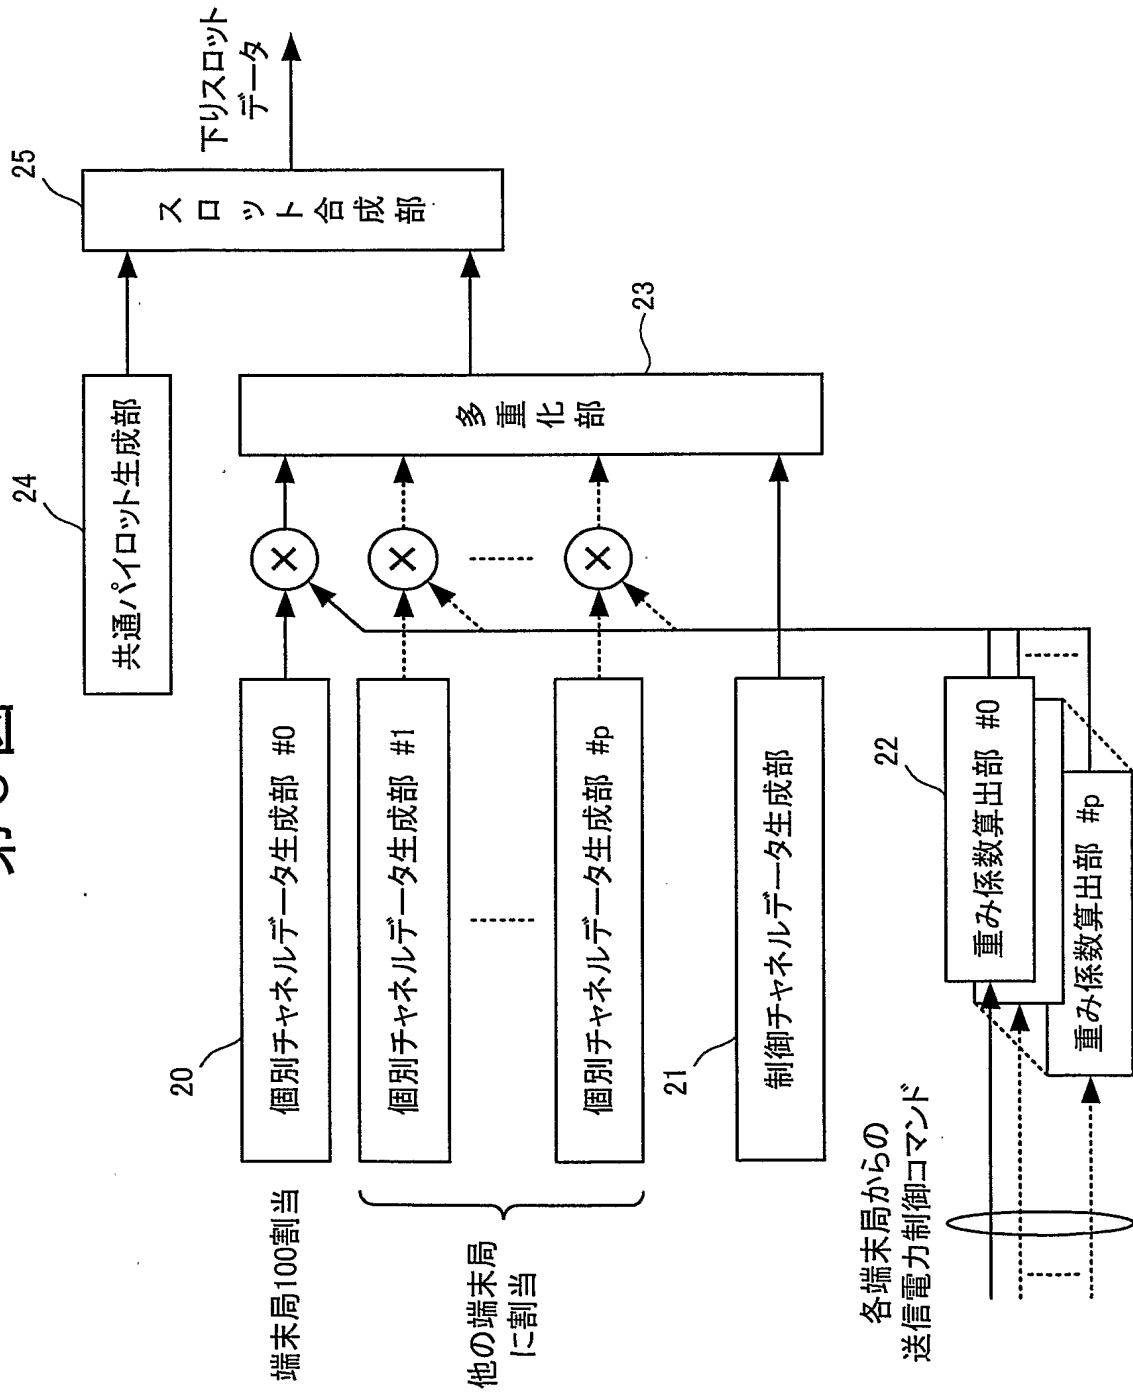 24
共通パイロット生成部
25
スロット合成部
下りスロット
データ
端末局100割当
20
個別チャネルデータ生成部 #0
×
23
多重化部
他の端末局
に割当
個別チャネルデータ生成部 #1
×
個別チャネルデータ生成部 #p
×
21
制御チャネルデータ生成部
各端末局からの
送信電力制御コマンド
22
重み係数算出部 #0
重み係数算出部 #p